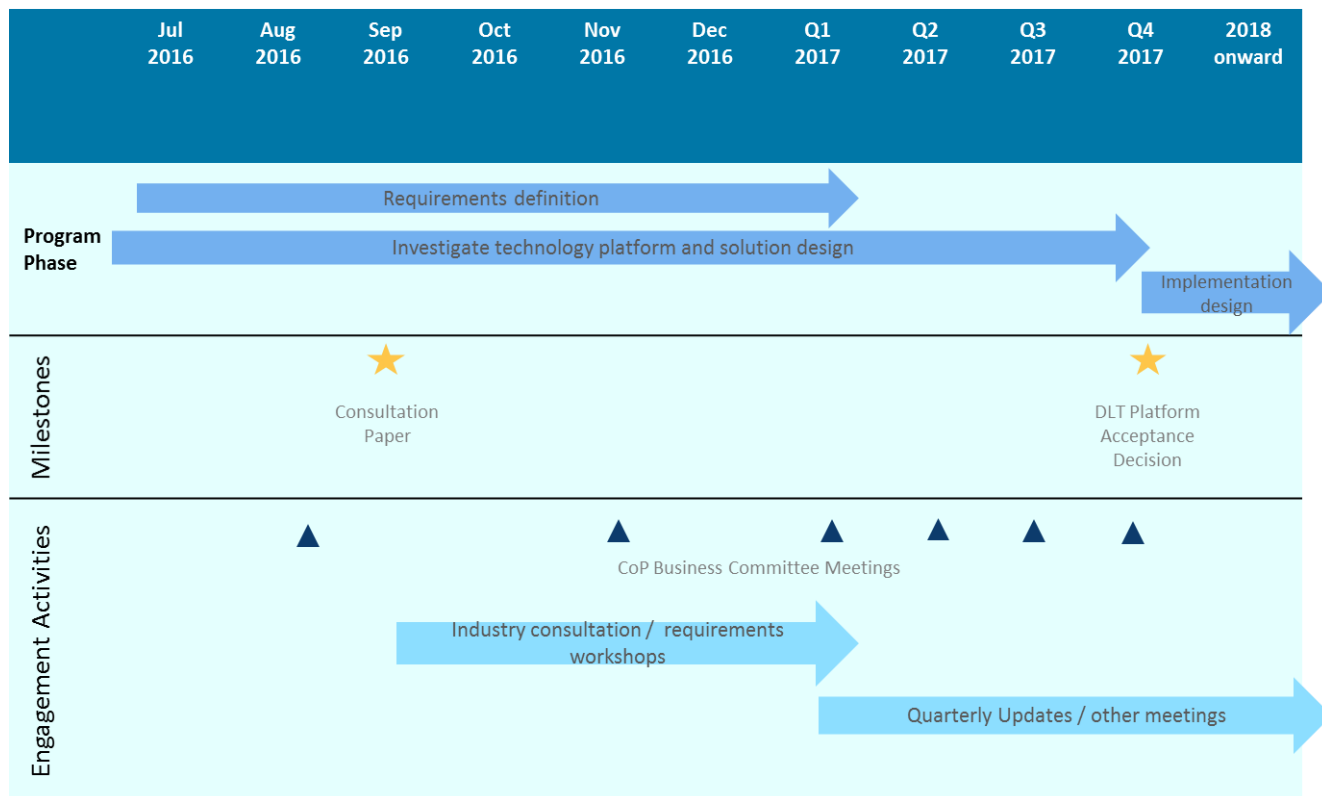 Jul Aug Sep Oct Nov Dec Q1 Q2 Q3 Q4 2018
2016 2016 2016 2016 2016 2016 2017 2017 2017 2017 onward
Program
Phase
Requirements definition
Investigate technology platform and solution design
Implementation
design
Milestones
Consultation
Paper
DLT Platform
Acceptance
Decision
Engagement Activities
CoP Business Committee Meetings
Industry consultation / requirements
workshops
Quarterly Updates / other meetings